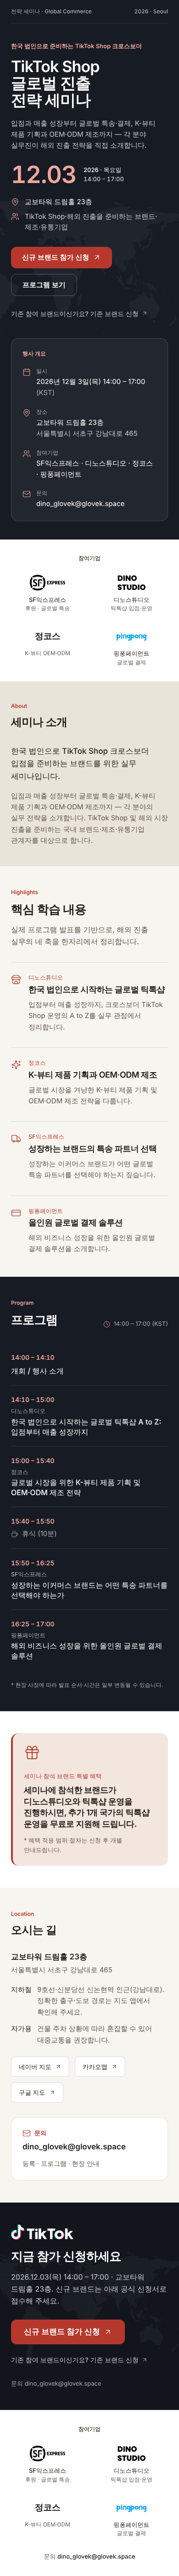 전략 세미나 · Global Commerce
2026 · Seoul
한국 법인으로 준비하는 TikTok Shop 크로스보더
TikTok Shop
글로벌 진출
전략 세미나
입점과 매출 성장부터 글로벌 특송·결제, K-뷰티
제품 기획과 OEM·ODM 제조까지 — 각 분야
실무진이 해외 진출 전략을 직접 소개합니다.
12.03
2026 · 목요일
14:00 – 17:00
교보타워 드림홀 23층
TikTok Shop·해외 진출을 준비하는 브랜드·
제조·유통기업
신규 브랜드 참가 신청 ↗
프로그램 보기
기존 참여 브랜드이신가요? 기존 브랜드 신청 ↗
행사 개요
일시
2026년 12월 3일(목) 14:00 – 17:00
(KST)
장소
교보타워 드림홀 23층
서울특별시 서초구 강남대로 465
참여기업
SF익스프레스 · 디노스튜디오 · 정코스
· 핑퐁페이먼트
문의
dino_glovek@glovek.space
참여기업
SF EXPRESS
DINO
STUDIO
SF익스프레스
디노스튜디오
후원 · 글로벌 특송
틱톡샵 입점·운영
정코스
pingpong
K-뷰티 OEM·ODM
핑퐁페이먼트
글로벌 결제
About
세미나 소개
한국 법인으로 TikTok Shop 크로스보더
입점을 준비하는 브랜드를 위한 실무
세미나입니다.
입점과 매출 성장부터 글로벌 특송·결제, K-뷰티
제품 기획과 OEM·ODM 제조까지 — 각 분야의
실무 전략을 소개합니다. TikTok Shop 및 해외 시장
진출을 준비하는 국내 브랜드·제조·유통기업
관계자를 대상으로 합니다.
Highlights
핵심 학습 내용
실제 프로그램 발표를 기반으로, 해외 진출
실무의 네 축을 한자리에서 정리합니다.
디노스튜디오
한국 법인으로 시작하는 글로벌 틱톡샵
입점부터 매출 성장까지, 크로스보더 TikTok
Shop 운영의 A to Z를 실무 관점에서
정리합니다.
정코스
K-뷰티 제품 기획과 OEM·ODM 제조
글로벌 시장을 겨냥한 K-뷰티 제품 기획 및
OEM·ODM 제조 전략을 다룹니다.
SF익스프레스
성장하는 브랜드의 특송 파트너 선택
성장하는 이커머스 브랜드가 어떤 글로벌
특송 파트너를 선택해야 하는지 짚습니다.
핑퐁페이먼트
올인원 글로벌 결제 솔루션
해외 비즈니스 성장을 위한 올인원 글로벌
결제 솔루션을 소개합니다.
Program
프로그램
14:00 – 17:00 (KST)
14:00 – 14:10
개회 / 행사 소개
14:10 – 15:00
디노스튜디오
한국 법인으로 시작하는 글로벌 틱톡샵 A to Z:
입점부터 매출 성장까지
15:00 – 15:40
정코스
글로벌 시장을 위한 K-뷰티 제품 기획 및
OEM·ODM 제조 전략
15:40 – 15:50
휴식 (10분)
15:50 – 16:25
SF익스프레스
성장하는 이커머스 브랜드는 어떤 특송 파트너를
선택해야 하는가
16:25 – 17:00
핑퐁페이먼트
해외 비즈니스 성장을 위한 올인원 글로벌 결제
솔루션
* 현장 사정에 따라 발표 순서·시간은 일부 변동될 수 있습니다.
세미나 참석 브랜드 특별 혜택
세미나에 참석한 브랜드가
디노스튜디오와 틱톡샵 운영을
진행하시면, 추가 1개 국가의 틱톡샵
운영을 무료로 지원해 드립니다.
* 혜택 적용 범위·절차는 신청 후 개별
안내드립니다.
Location
오시는 길
교보타워 드림홀 23층
서울특별시 서초구 강남대로 465
지하철 9호선·신분당선 신논현역 인근(강남대로).
정확한 출구·도보 경로는 지도 앱에서
확인해 주세요.
자가용 건물 주차 상황에 따라 혼잡할 수 있어
대중교통을 권장합니다.
네이버 지도 ↗
카카오맵 ↗
구글 지도 ↗
문의
dino_glovek@glovek.space
등록 · 프로그램 · 현장 안내
TikTok
지금 참가 신청하세요
2026.12.03(목) 14:00 – 17:00 · 교보타워
드림홀 23층. 신규 브랜드는 아래 공식 신청서로
접수해 주세요.
신규 브랜드 참가 신청 ↗
기존 참여 브랜드이신가요? 기존 브랜드 신청 ↗
문의 dino_glovek@glovek.space
참여기업
SF EXPRESS
DINO
STUDIO
SF익스프레스
디노스튜디오
후원 · 글로벌 특송
틱톡샵 입점·운영
정코스
pingpong
K-뷰티 OEM·ODM
핑퐁페이먼트
글로벌 결제
문의 dino_glovek@glovek.space